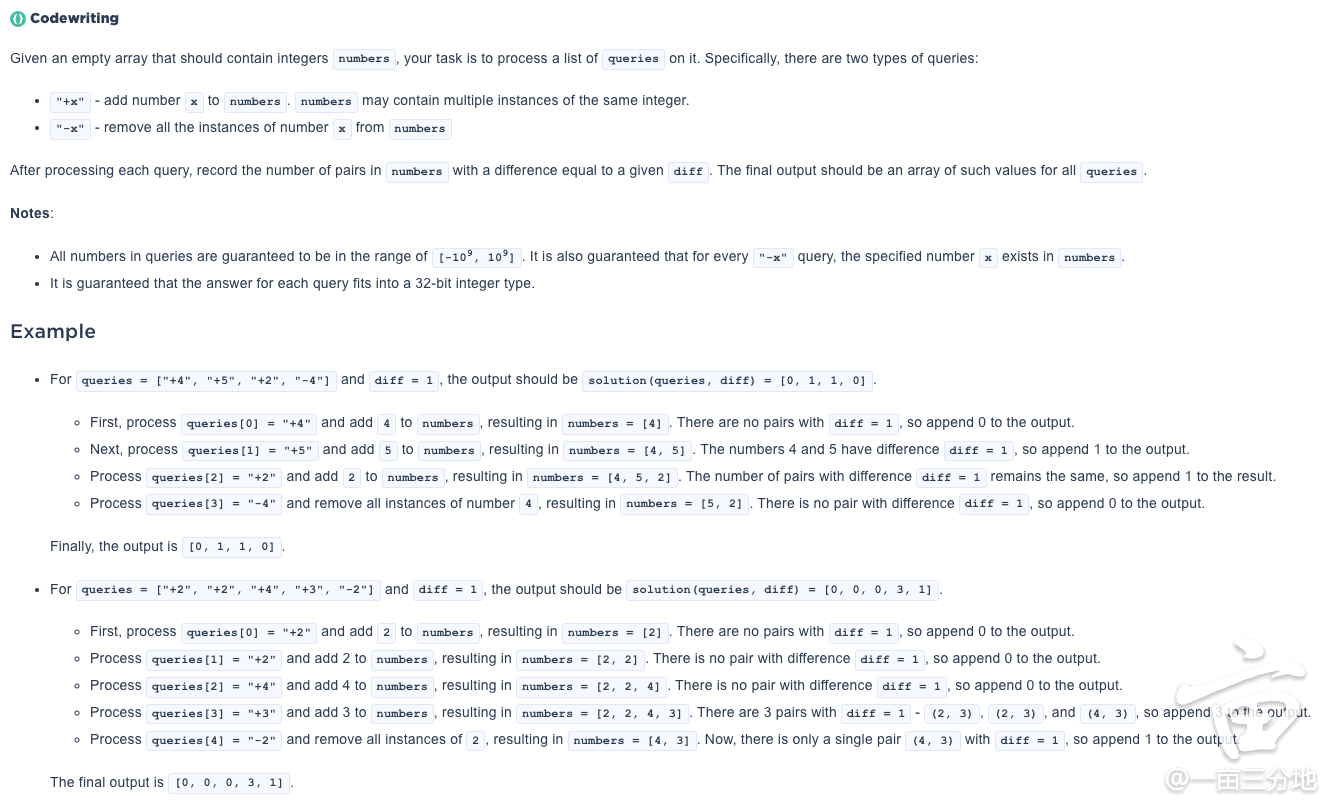 Codewriting
Given an empty array that should contain integers numbers, your task is to process a list of queries on it. Specifically, there are two types of queries:
• "+x" - add number x to numbers. numbers may contain multiple instances of the same integer.
• "-x" - remove all the instances of number x from numbers
After processing each query, record the number of pairs in numbers with a difference equal to a given diff. The final output should be an array of such values for all queries.
Notes:
• All numbers in queries are guaranteed to be in the range of [-10⁹, 10⁹]. It is also guaranteed that for every "-x" query, the specified number x exists in numbers.
• It is guaranteed that the answer for each query fits into a 32-bit integer type.
Example
• For queries = ["+4", "+5", "+2", "-4"] and diff = 1, the output should be solution(queries, diff) = [0, 1, 1, 0].
◦ First, process queries[0] = "+4" and add 4 to numbers, resulting in numbers = [4]. There are no pairs with diff = 1, so append 0 to the output.
◦ Next, process queries[1] = "+5" and add 5 to numbers, resulting in numbers = [4, 5]. The numbers 4 and 5 have difference diff = 1, so append 1 to the output.
◦ Process queries[2] = "+2" and add 2 to numbers, resulting in numbers = [4, 5, 2]. The number of pairs with difference diff = 1 remains the same, so append 1 to the result.
◦ Process queries[3] = "-4" and remove all instances of number 4, resulting in numbers = [5, 2]. There is no pair with difference diff = 1, so append 0 to the output.
Finally, the output is [0, 1, 1, 0].
• For queries = ["+2", "+2", "+4", "+3", "-2"] and diff = 1, the output should be solution(queries, diff) = [0, 0, 0, 3, 1].
◦ First, process queries[0] = "+2" and add 2 to numbers, resulting in numbers = [2]. There are no pairs with diff = 1, so append 0 to the output.
◦ Process queries[1] = "+2" and add 2 to numbers, resulting in numbers = [2, 2]. There is no pair with difference diff = 1, so append 0 to the output.
◦ Process queries[2] = "+4" and add 4 to numbers, resulting in numbers = [2, 2, 4]. There is no pair with difference diff = 1, so append 0 to the output.
◦ Process queries[3] = "+3" and add 3 to numbers, resulting in numbers = [2, 2, 4, 3]. There are 3 pairs with diff = 1 - (2, 3), (2, 3), and (4, 3), so append 3 to the output.
◦ Process queries[4] = "-2" and remove all instances of 2, resulting in numbers = [4, 3]. Now, there is only a single pair (4, 3) with diff = 1, so append 1 to the output.
The final output is [0, 0, 0, 3, 1].
@一亩三分地